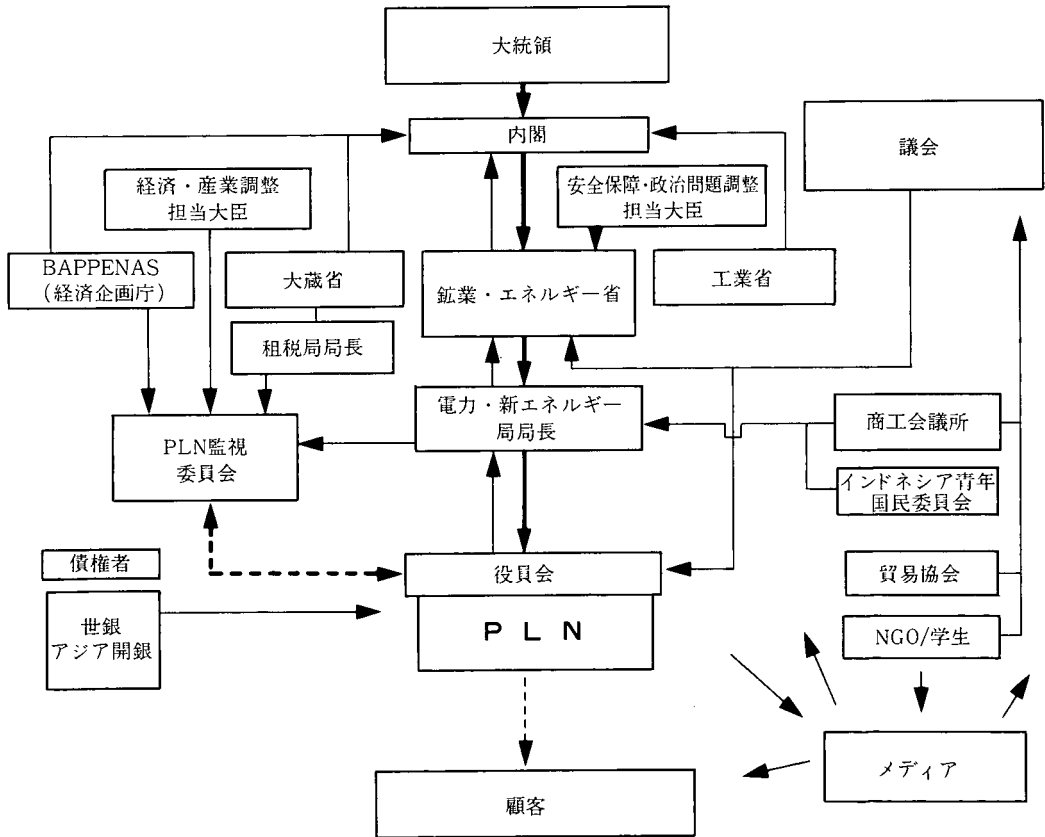 大統領
内閣
議会
経済・産業調整
担当大臣
安全保障・政治問題調整
担当大臣
BAPPENAS
(経済企画庁)
大蔵省
鉱業・エネルギー省
工業省
租税局局長
電力・新エネルギー
局局長
商工会議所
PLN監視
委員会
インドネシア青年
国民委員会
債権者
役員会
貿易協会
世銀
アジア開銀
PLN
NGO/学生
メディア
顧客